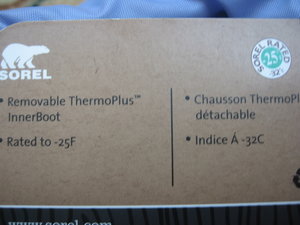 SOREL
SOREL RATED
-25°
-32°
• Removable ThermoPlus™
InnerBoot
• Rated to -25F
• Chausson ThermoPl
détachable
• Indice Á -32C
www.sorel.com